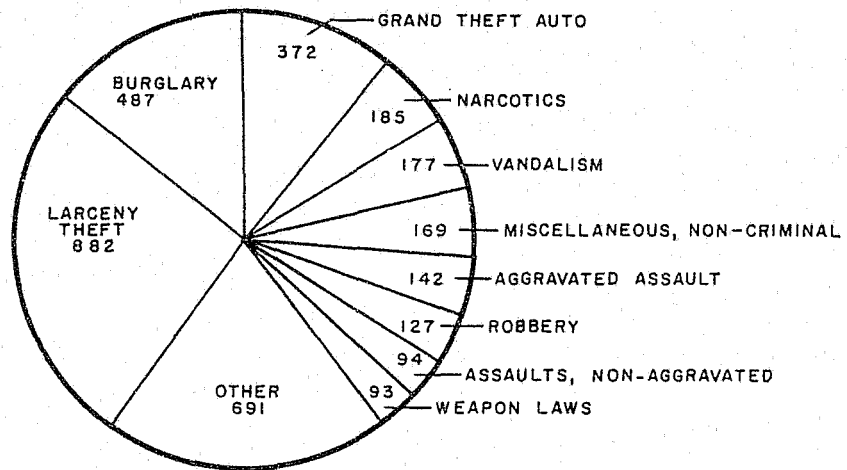 GRAND THEFT AUTO
372
BURGLARY
487
NARCOTICS
185
177
VANDALISM
LARCENY
THEFT
882
169
MISCELLANEOUS, NON-CRIMINAL
142
AGGRAVATED ASSAULT
127
ROBBERY
94
ASSAULTS, NON-AGGRAVATED
OTHER
691
93
WEAPON LAWS